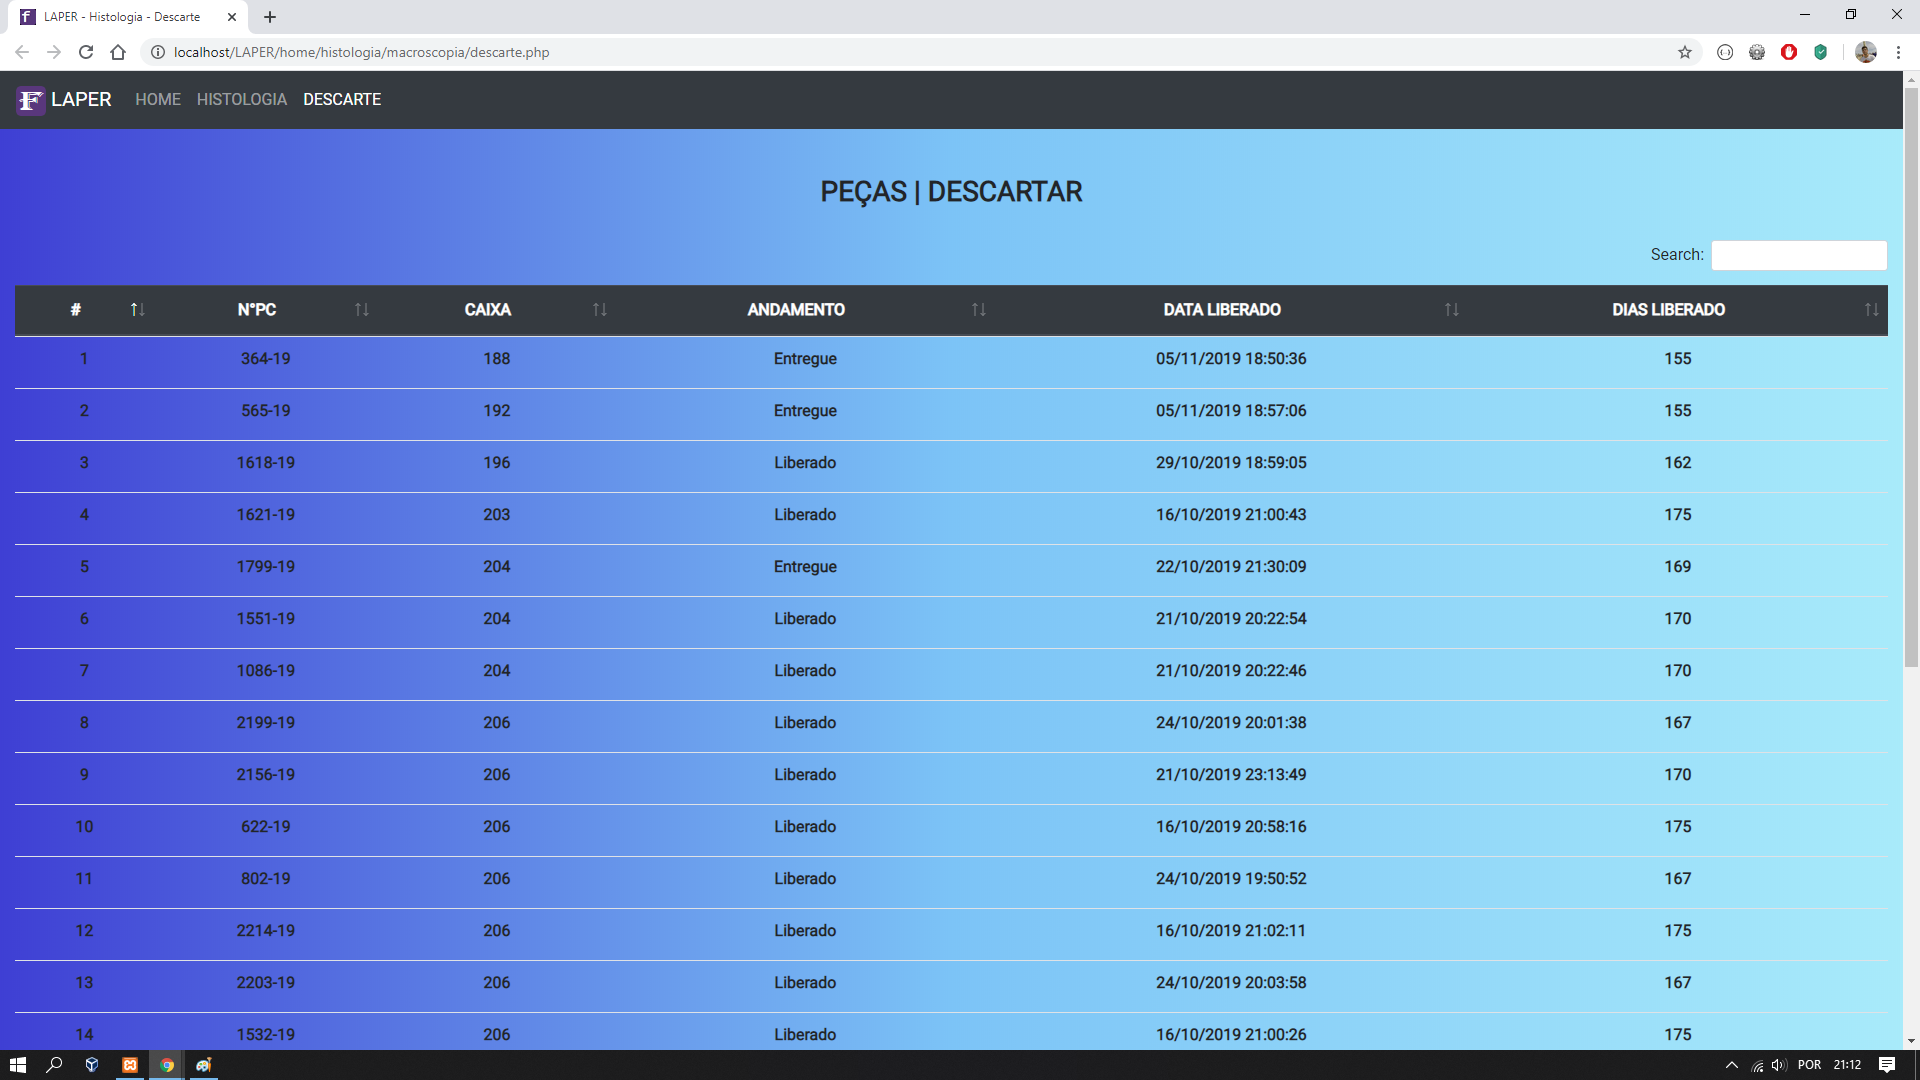 LAPER - Histologia - Descarte
localhost/LAPER/home/histologia/macroscopia/descarte.php
LAPER HOME HISTOLOGIA DESCARTE
PEÇAS | DESCARTAR
Search:
# N°PC CAIXA ANDAMENTO DATA LIBERADO DIAS LIBERADO
1 364-19 188 Entregue 05/11/2019 18:50:36 155
2 565-19 192 Entregue 05/11/2019 18:57:06 155
3 1618-19 196 Liberado 29/10/2019 18:59:05 162
4 1621-19 203 Liberado 16/10/2019 21:00:43 175
5 1799-19 204 Entregue 22/10/2019 21:30:09 169
6 1551-19 204 Liberado 21/10/2019 20:22:54 170
7 1086-19 204 Liberado 21/10/2019 20:22:46 170
8 2199-19 206 Liberado 24/10/2019 20:01:38 167
9 2156-19 206 Liberado 21/10/2019 23:13:49 170
10 622-19 206 Liberado 16/10/2019 20:58:16 175
11 802-19 206 Liberado 24/10/2019 19:50:52 167
12 2214-19 206 Liberado 16/10/2019 21:02:11 175
13 2203-19 206 Liberado 24/10/2019 20:03:58 167
14 1532-19 206 Liberado 16/10/2019 21:00:26 175
POR 21:12